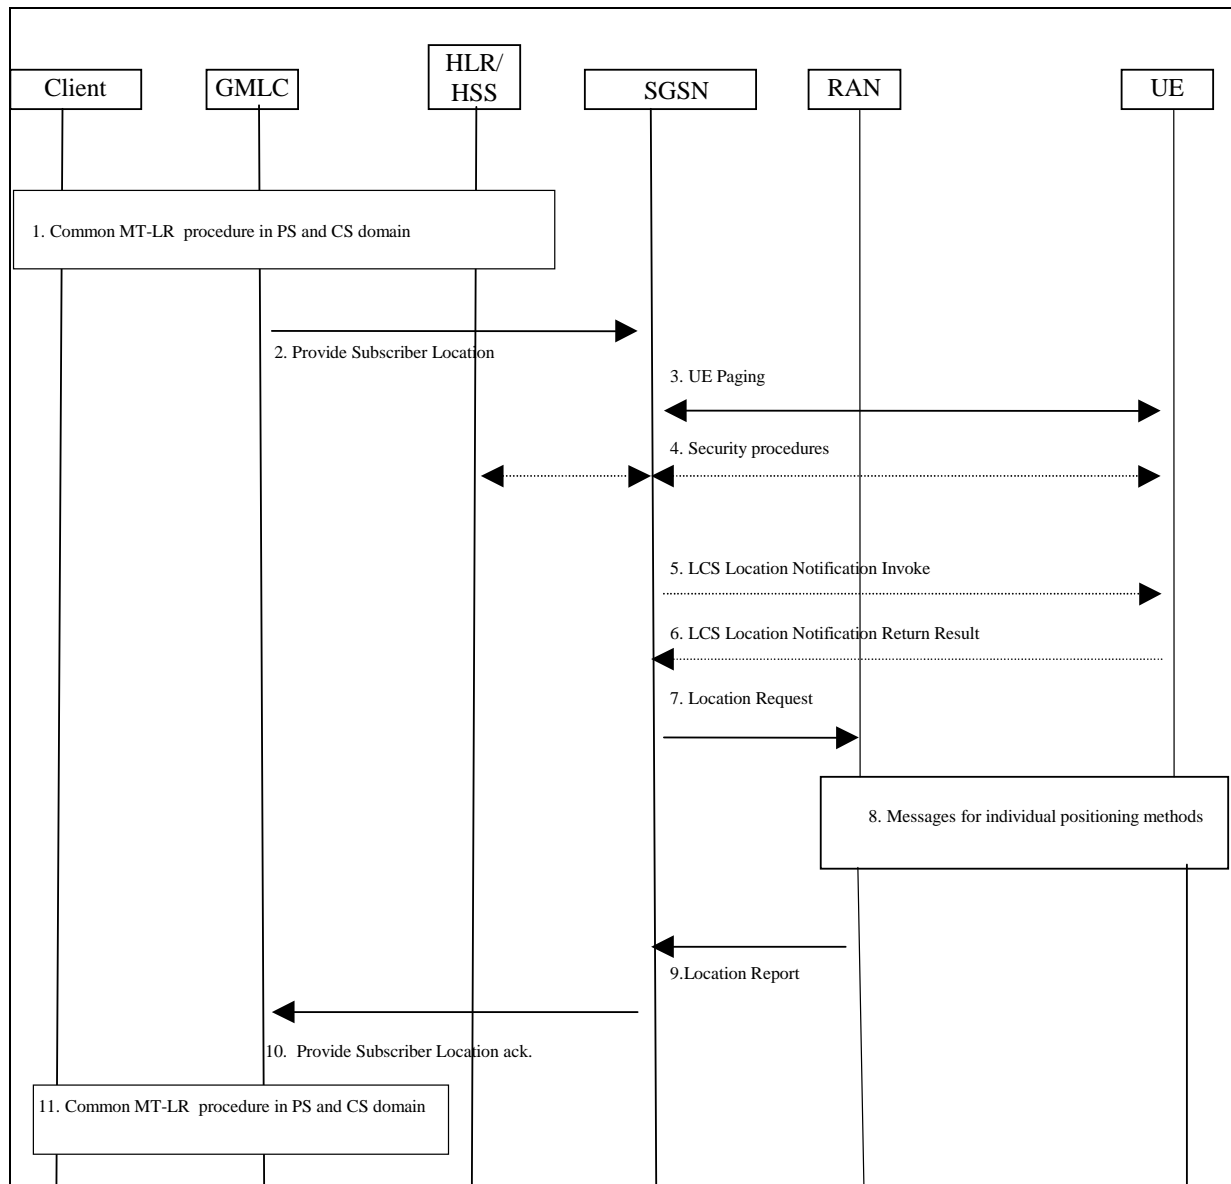 Client
GMLC
HLR/
HSS
SGSN
RAN
UE
1. Common MT-LR procedure in PS and CS domain
2. Provide Subscriber Location
3. UE Paging
4. Security procedures
5. LCS Location Notification Invoke
6. LCS Location Notification Return Result
7. Location Request
8. Messages for individual positioning methods
9.Location Report
10. Provide Subscriber Location ack.
11. Common MT-LR procedure in PS and CS domain